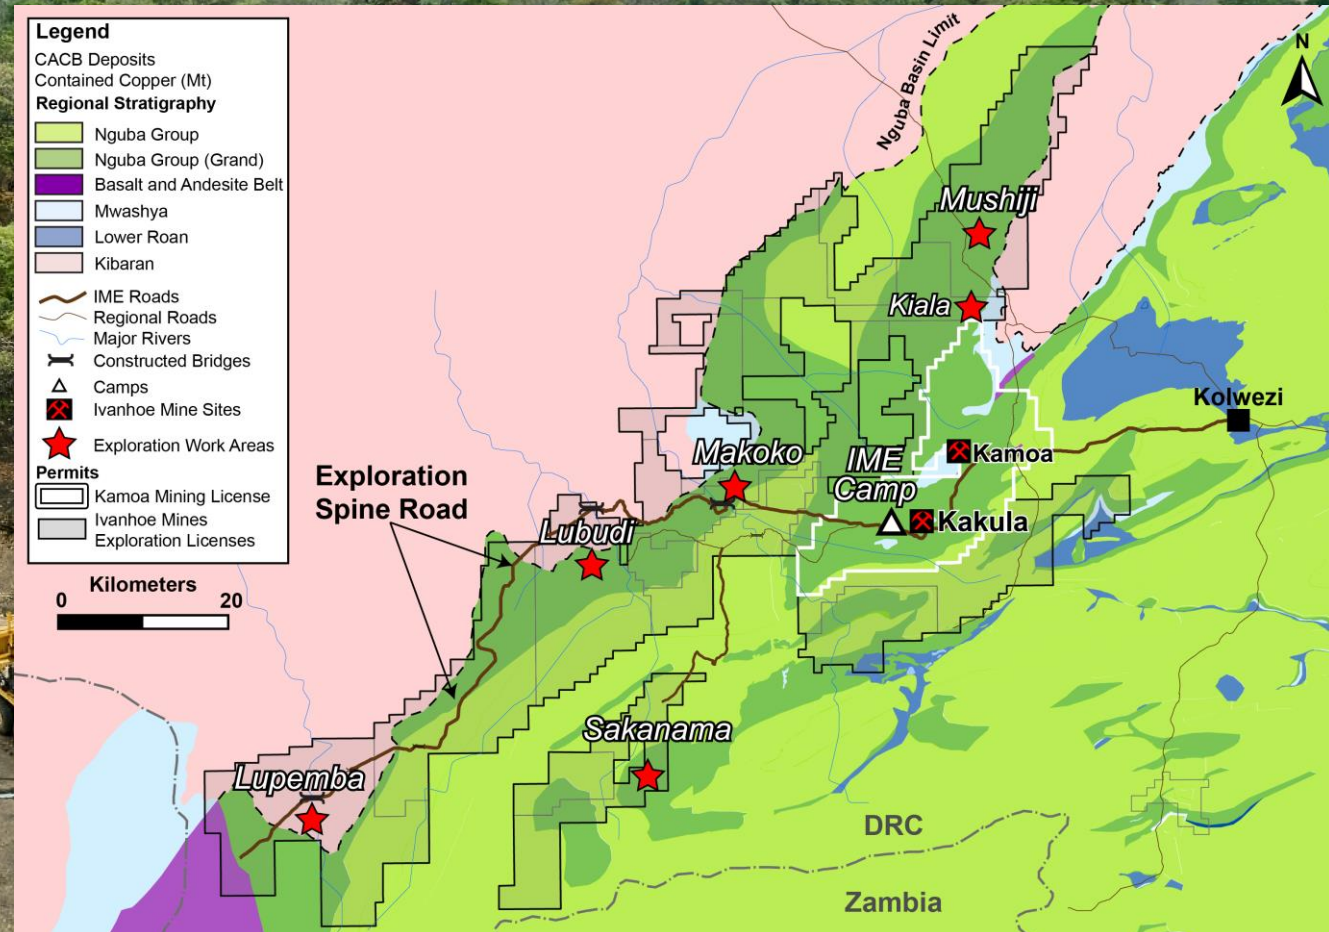 Legend
CACB Deposits
Contained Copper (Mt)
Regional Stratigraphy
Nguba Group
Nguba Group (Grand)
Basalt and Andesite Belt
Mwashya
Lower Roan
Kibaran
IME Roads
Regional Roads
Major Rivers
Constructed Bridges
Camps
Ivanhoe Mine Sites
Exploration Work Areas
Permits
Kamoa Mining License
Ivanhoe Mines
Exploration Licenses
Kilometers
0 20
Nguba Basin Limit
N
Mushiji
Kiala
Kolwezi
Makoko
IME
Camp
Kamoa
Kakula
Exploration
Spine Road
Lubudi
Sakanama
Lupemba
DRC
Zambia